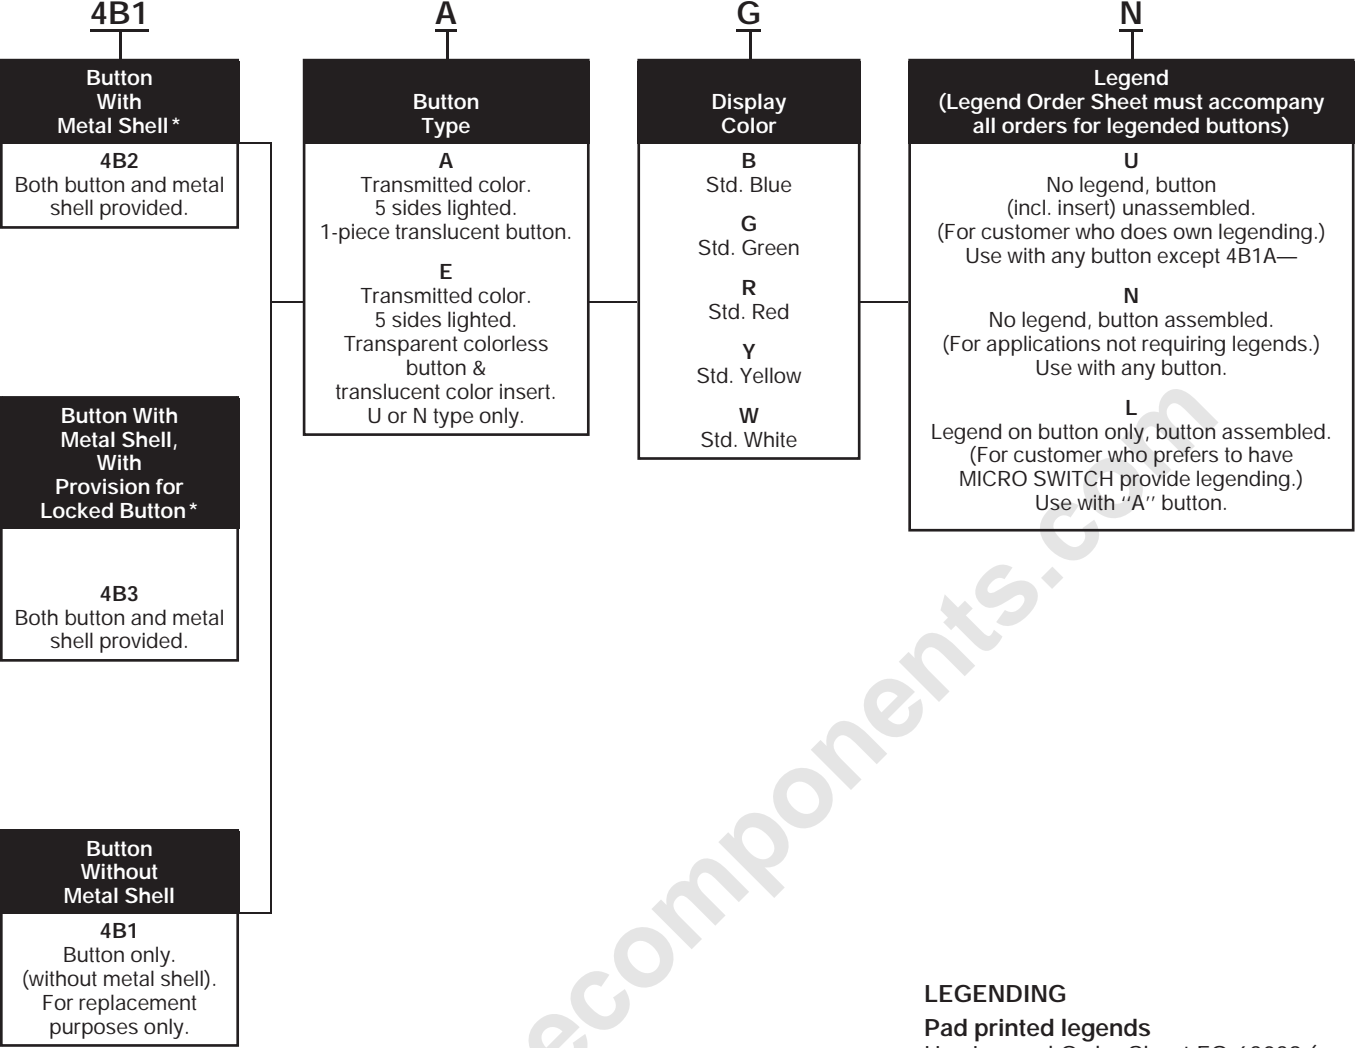 4B1
A
G
N
Button
With
Metal Shell*
4B2
Both button and metal
shell provided.
Button With
Metal Shell,
With
Provision for
Locked Button*
4B3
Both button and metal
shell provided.
Button
Without
Metal Shell
4B1
Button only.
(without metal shell).
For replacement
purposes only.
Button
Type
A
Transmitted color.
5 sides lighted.
1-piece translucent button.
E
Transmitted color.
5 sides lighted.
Transparent colorless
button &
translucent color insert.
U or N type only.
Display
Color
B
Std. Blue
G
Std. Green
R
Std. Red
Y
Std. Yellow
W
Std. White
Legend
(Legend Order Sheet must accompany
all orders for legended buttons)
U
No legend, button
(incl. insert) unassembled.
(For customer who does own legending.)
Use with any button except 4B1A—
N
No legend, button assembled.
(For applications not requiring legends.)
Use with any button.
L
Legend on button only, button assembled.
(For customer who prefers to have
MICRO SWITCH provide legending.)
Use with ''A'' button.
ecomponents.com
LEGENDING
Pad printed legends